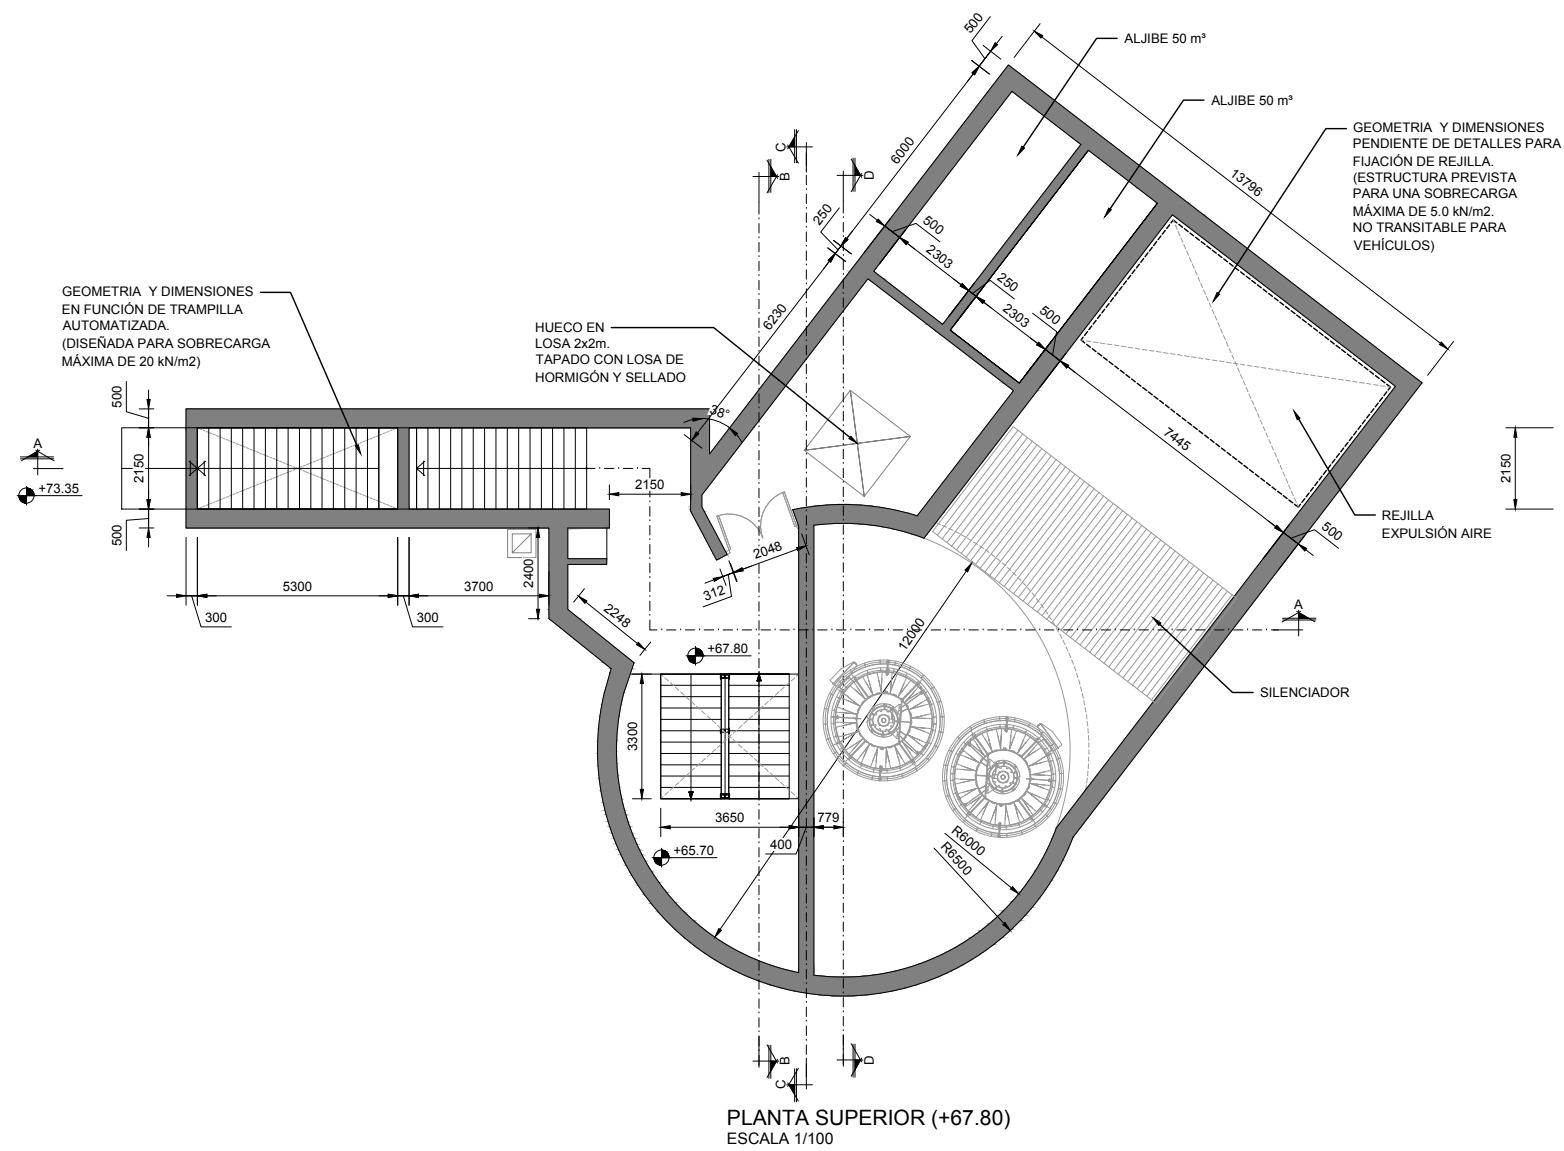 500
ALJIBE 50 m³
ALJIBE 50 m³
GEOMETRIA Y DIMENSIONES
PENDIENTE DE DETALLES PARA
FIJACIÓN DE REJILLA.
(ESTRUCTURA PREVISTA
PARA UNA SOBRECARGA
MÁXIMA DE 5.0 kN/m2.
NO TRANSITABLE PARA
VEHÍCULOS)
6000
13796
C
B
D
250
500
2303
250
2303
500
6230
GEOMETRIA Y DIMENSIONES
EN FUNCIÓN DE TRAMPILLA
AUTOMATIZADA.
(DISEÑADA PARA SOBRECARGA
MÁXIMA DE 20 kN/m2)
HUECO EN
LOSA 2x2m.
TAPADO CON LOSA DE
HORMIGÓN Y SELLADO
500
38°
7445
A
2150
2150
+73.35
2150
500
REJILLA
EXPULSIÓN AIRE
500
2048
2400
312
5300
3700
300
300
2248
12000
A
+67.80
SILENCIADOR
3300
3650
779
400
R6000
R6500
+65.70
B
D
C
PLANTA SUPERIOR (+67.80)
ESCALA 1/100